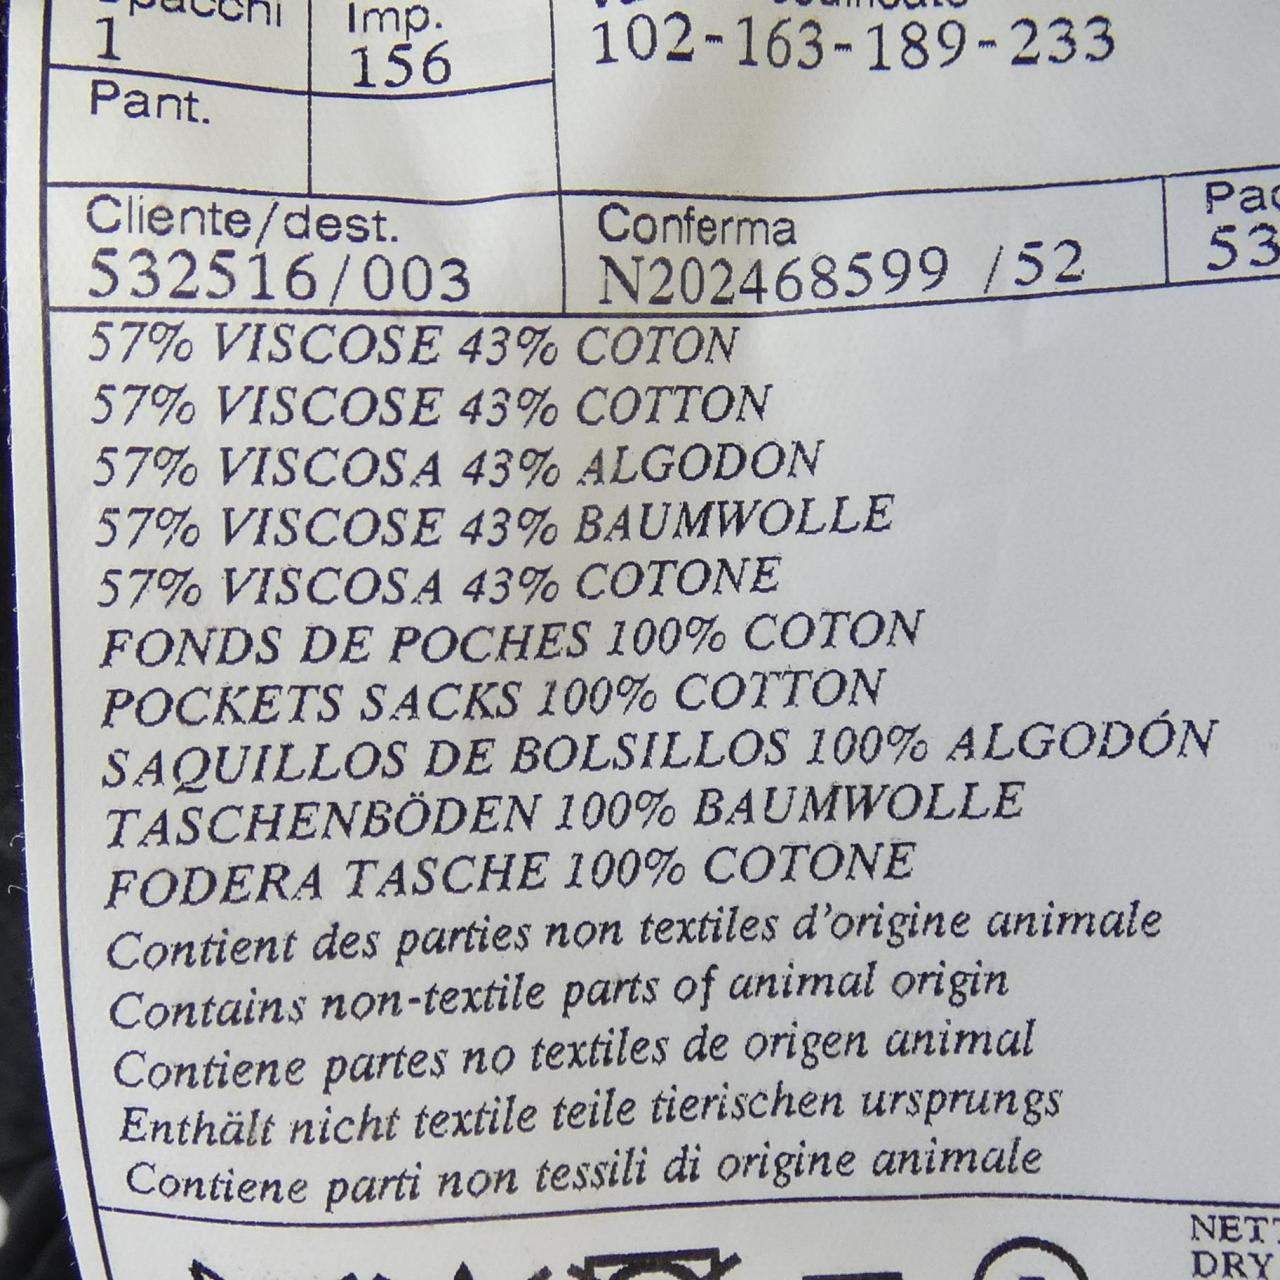 Imp.
1
156
102-163-189-233
Pant.
Cliente/dest.
Conferma
532516/003
N202468599 /52
53
57% VISCOSE 43% COTON
57% VISCOSE 43% COTTON
57% VISCOSA 43% ALGODON
57% VISCOSE 43% BAUMWOLLE
57% VISCOSA 43% COTONE
FONDS DE POCHES 100% COTON
POCKETS SACKS 100% COTTON
SAQUILLOS DE BOLSILLOS 100% ALGODÓN
TASCHENBÖDEN 100% BAUMWOLLE
FODERA TASCHE 100% COTONE
Contient des parties non textiles d'origine animale
Contains non-textile parts of animal origin
Contiene partes no textiles de origen animal
Enthält nicht textile teile tierischen ursprungs
Contiene parti non tessili di origine animale
DRY